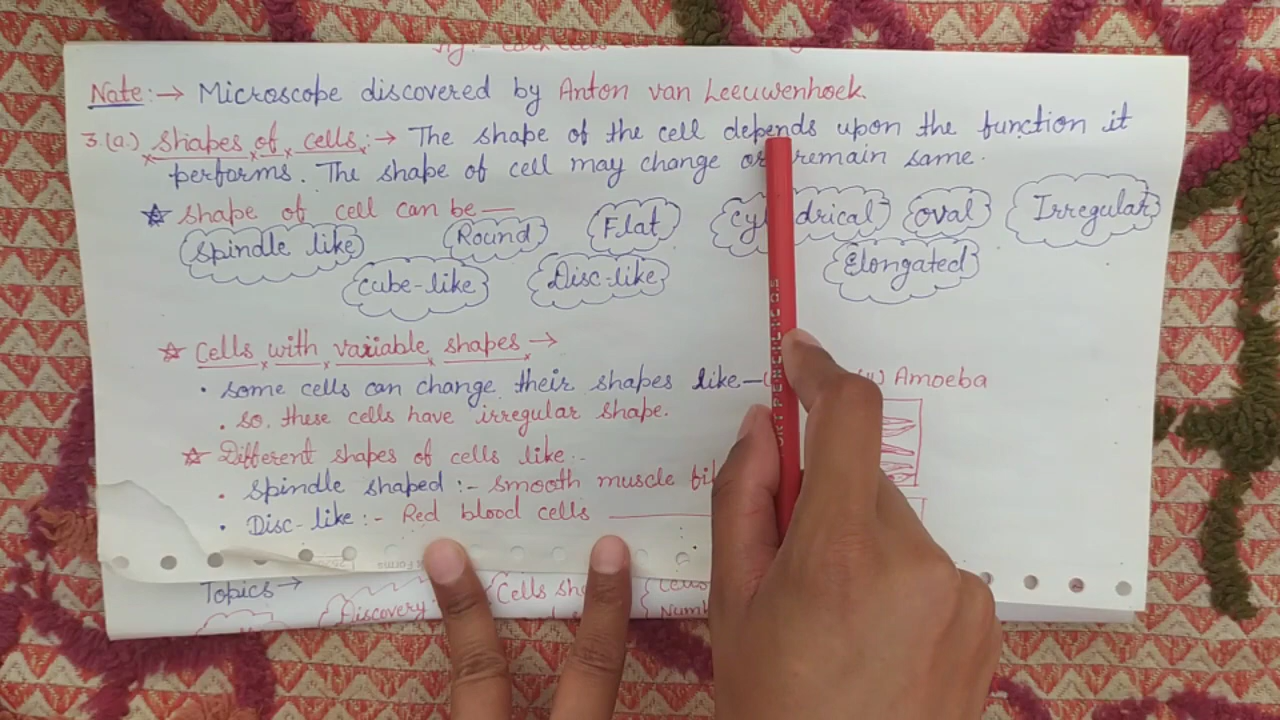 Note:→ Microscope discovered by Anton van Leeuwenhoek.
3.(a.) Shapes of cells:→ The shape of the cell depends upon the function it
performs. The shape of cell may change or remain same.
☆ Shape of cell can be—
Spindle like Round Flat oval Irregular
Cube-like Disc-like Elongated
☆ Cells with variable shapes →
• Some cells can change their shapes like— Amoeba
• So, these cells have irregular shape.
☆ Different shapes of cells like:-
• Spindle shaped :- Smooth muscle
• Disc-like :- Red blood cells
Topics →
Discovery Cells